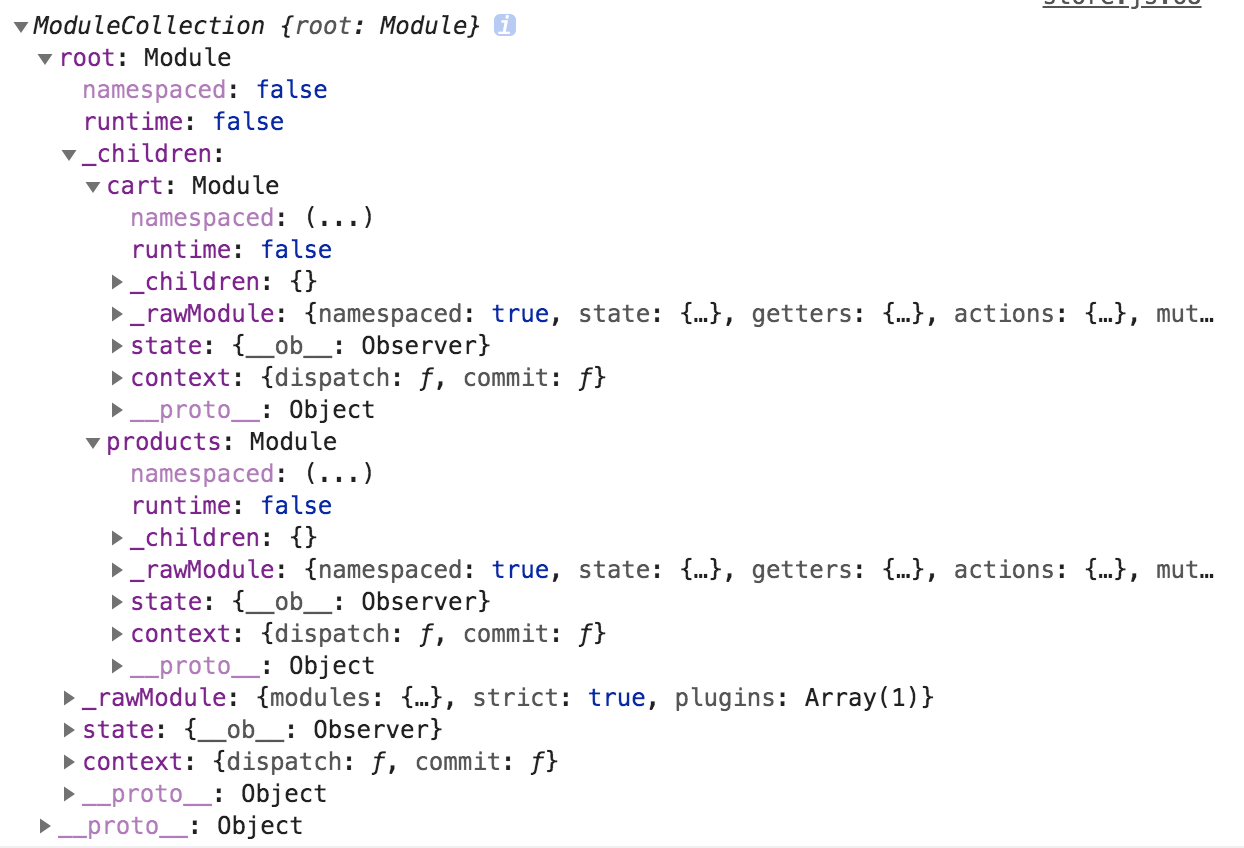 store.js:68
ModuleCollection {root: Module} i
root: Module
namespaced: false
runtime: false
_children:
cart: Module
namespaced: (...)
runtime: false
_children: {}
_rawModule: {namespaced: true, state: {…}, getters: {…}, actions: {…}, mut…
state: {__ob__: Observer}
context: {dispatch: ƒ, commit: ƒ}
__proto__: Object
products: Module
namespaced: (...)
runtime: false
_children: {}
_rawModule: {namespaced: true, state: {…}, getters: {…}, actions: {…}, mut…
state: {__ob__: Observer}
context: {dispatch: ƒ, commit: ƒ}
__proto__: Object
_rawModule: {modules: {…}, strict: true, plugins: Array(1)}
state: {__ob__: Observer}
context: {dispatch: ƒ, commit: ƒ}
__proto__: Object
__proto__: Object